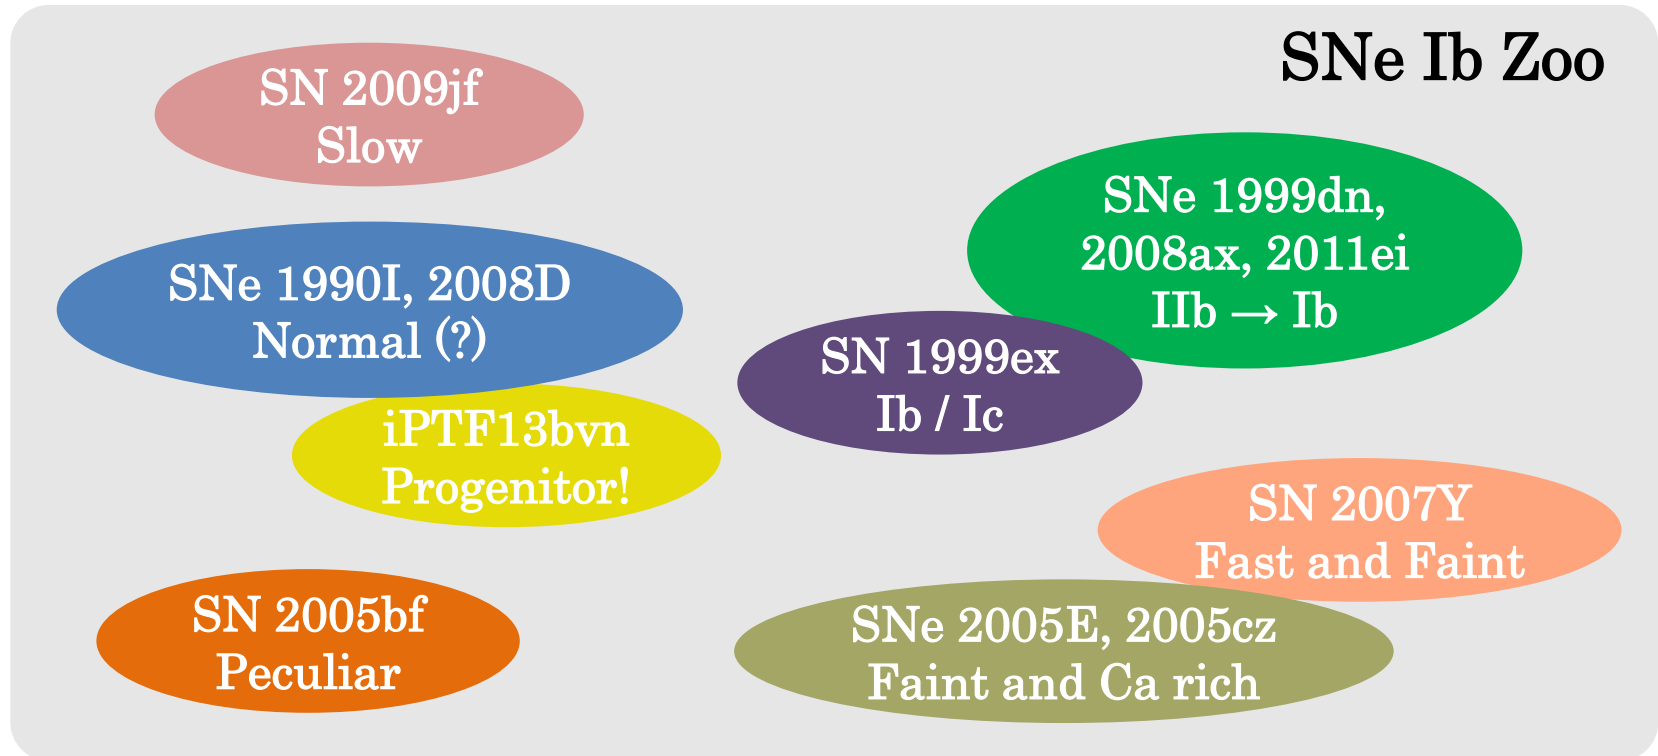 SNe Ib Zoo
SN 2009jf
Slow
SNe 1999dn,
2008ax, 2011ei
IIb → Ib
SNe 1990I, 2008D
Normal (?)
SN 1999ex
Ib / Ic
iPTF13bvn
Progenitor!
SN 2007Y
Fast and Faint
SN 2005bf
Peculiar
SNe 2005E, 2005cz
Faint and Ca rich